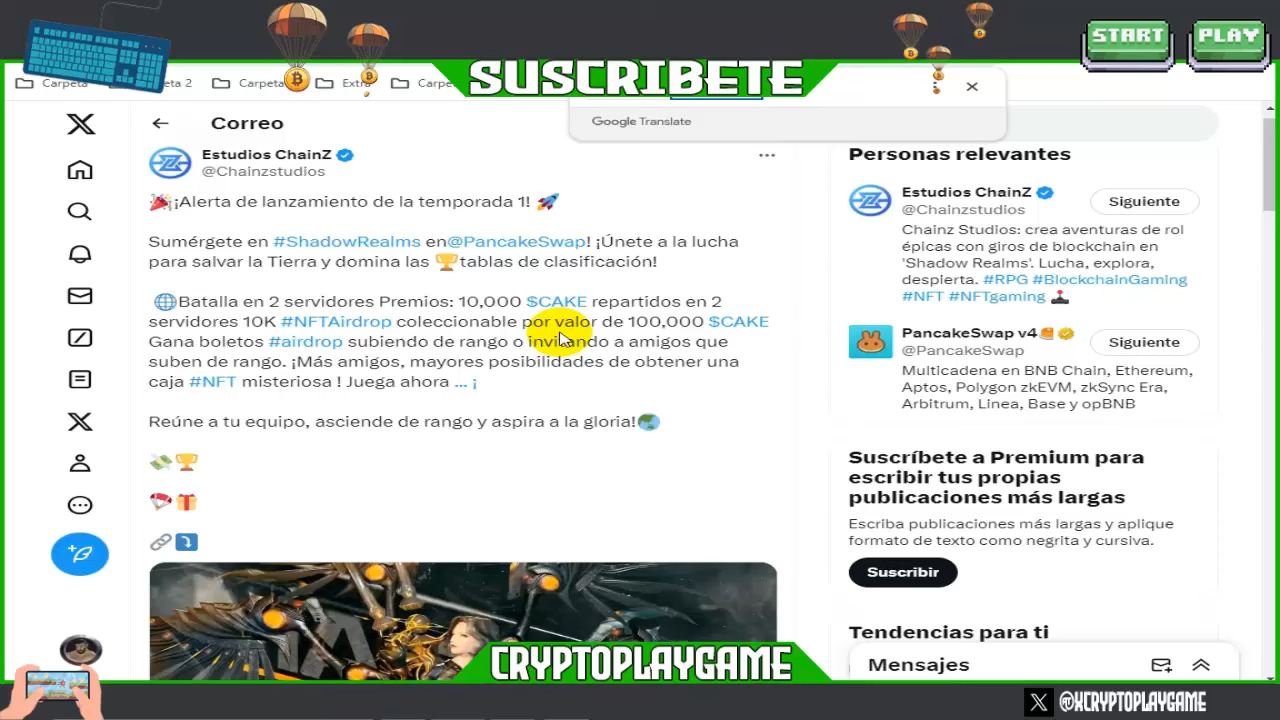 START
PLAY
SUSCRIBETE
Carpeta
eta 2
Carpeta
Extra
Carpe
Google Translate
Correo
Estudios ChainZ
@Chainzstudios
¡Alerta de lanzamiento de la temporada 1!
Sumérgete en #ShadowRealms en@PancakeSwap! ¡Únete a la lucha
para salvar la Tierra y domina las tablas de clasificación!
Batalla en 2 servidores Premios: 10,000 $CAKE repartidos en 2
servidores 10K #NFTAirdrop coleccionable por valor de 100,000 $CAKE
Gana boletos #airdrop subiendo de rango o invitando a amigos que
suben de rango. ¡Más amigos, mayores posibilidades de obtener una
caja #NFT misteriosa ! Juega ahora ... ¡
Reúne a tu equipo, asciende de rango y aspira a la gloria!
Personas relevantes
Estudios ChainZ
@Chainzstudios
Siguiente
Chainz Studios: crea aventuras de rol
épicas con giros de blockchain en
'Shadow Realms'. Lucha, explora,
despierta. #RPG #BlockchainGaming
#NFT #NFTgaming
PancakeSwap v4
@PancakeSwap
Siguiente
Multicadena en BNB Chain, Ethereum,
Aptos, Polygon zkEVM, zkSync Era,
Arbitrum, Linea, Base y opBNB
Suscríbete a Premium para
escribir tus propias
publicaciones más largas
Escriba publicaciones más largas y aplique
formato de texto como negrita y cursiva.
Suscribir
Tendencias para ti
Mensajes
CRYPTOPLAYGAME
@XCRYPTOPLAYGAME